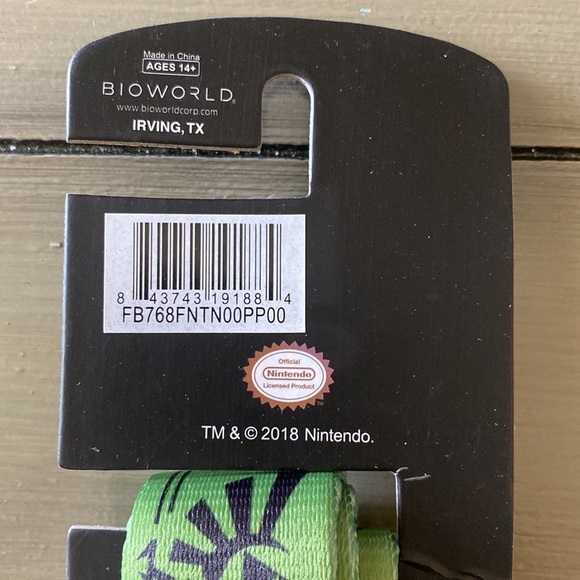 Made in China
AGES 14+
BIOWORLD®
www.bioworldcorp.com
IRVING, TX
8 43743 19188 4
FB768FNTN00PP00
Official
Nintendo
Licensed Product
TM
TM & © 2018 Nintendo.